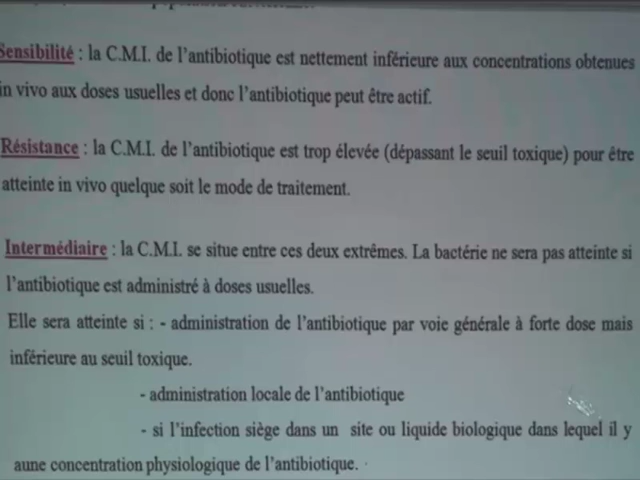 Sensibilité : la C.M.I. de l'antibiotique est nettement inférieure aux concentrations obtenues
in vivo aux doses usuelles et donc l'antibiotique peut être actif.
Résistance : la C.M.I. de l'antibiotique est trop élevée (dépassant le seuil toxique) pour être
atteinte in vivo quelque soit le mode de traitement.
Intermédiaire : la C.M.I. se situe entre ces deux extrêmes. La bactérie ne sera pas atteinte si
l'antibiotique est administré à doses usuelles.
Elle sera atteinte si : - administration de l'antibiotique par voie générale à forte dose mais
inférieure au seuil toxique.
- administration locale de l'antibiotique
- si l'infection siège dans un site ou liquide biologique dans lequel il y
aune concentration physiologique de l'antibiotique.